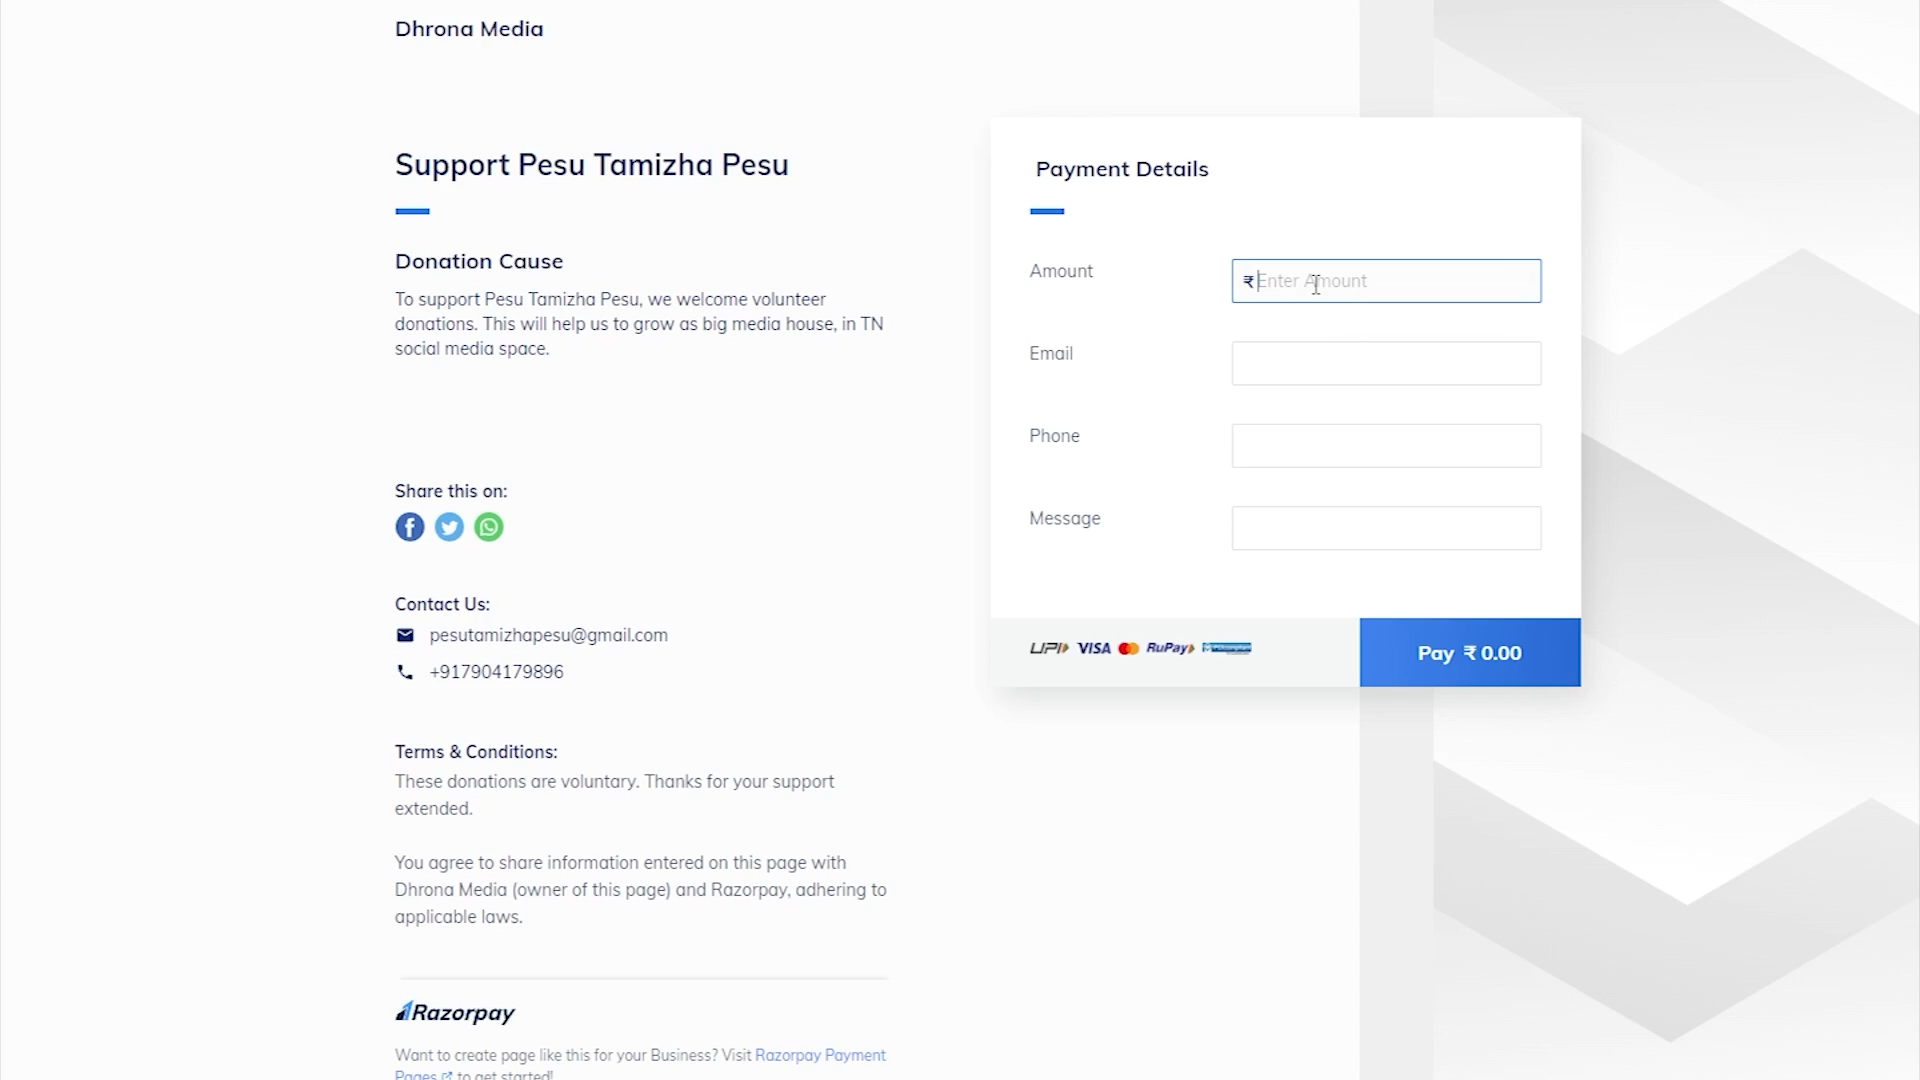 Dhrona Media
Support Pesu Tamizha Pesu
Donation Cause
To support Pesu Tamizha Pesu, we welcome volunteer
donations. This will help us to grow as big media house, in TN
social media space.
Share this on:
Contact Us:
pesutamizhapesu@gmail.com
+917904179896
Terms & Conditions:
These donations are voluntary. Thanks for your support
extended.
You agree to share information entered on this page with
Dhrona Media (owner of this page) and Razorpay, adhering to
applicable laws.
Razorpay
Want to create page like this for your Business? Visit Razorpay Payment
Pages to get started!
Payment Details
Amount
₹ Enter Amount
Email
Phone
Message
UPI VISA RuPay
Pay ₹ 0.00